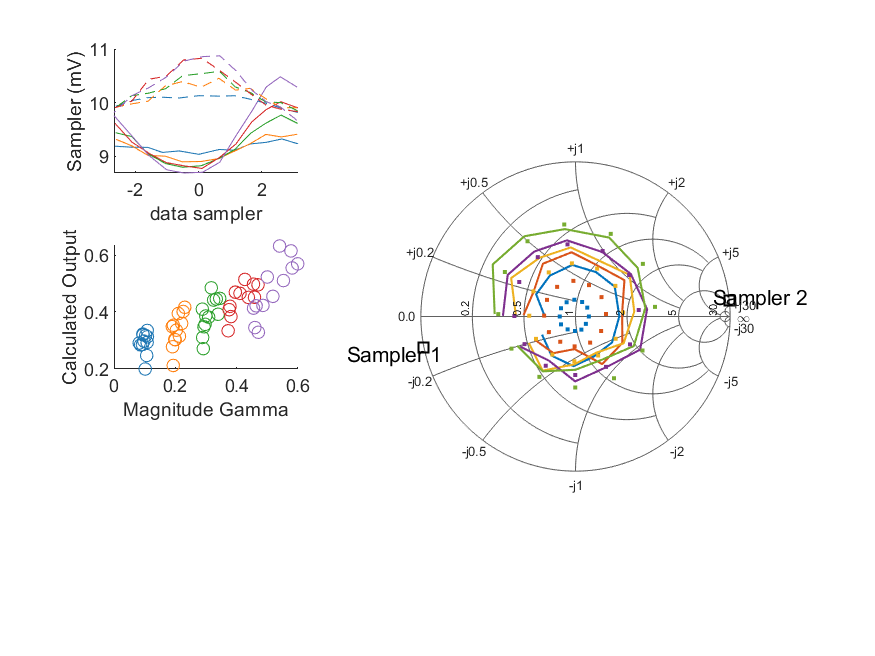 11
10
9
Sampler (mV)
-2 0 2
data sampler
0.6
0.4
0.2
Calculated Output
0 0.2 0.4 0.6
Magnitude Gamma
+j1
+j0.5
+j2
+j0.2
+j5
0.0
0.2
0.5
1
2
5
30
+j30
∞
-j30
Sampler 2
Sampler 1
-j0.2
-j5
-j0.5
-j2
-j1